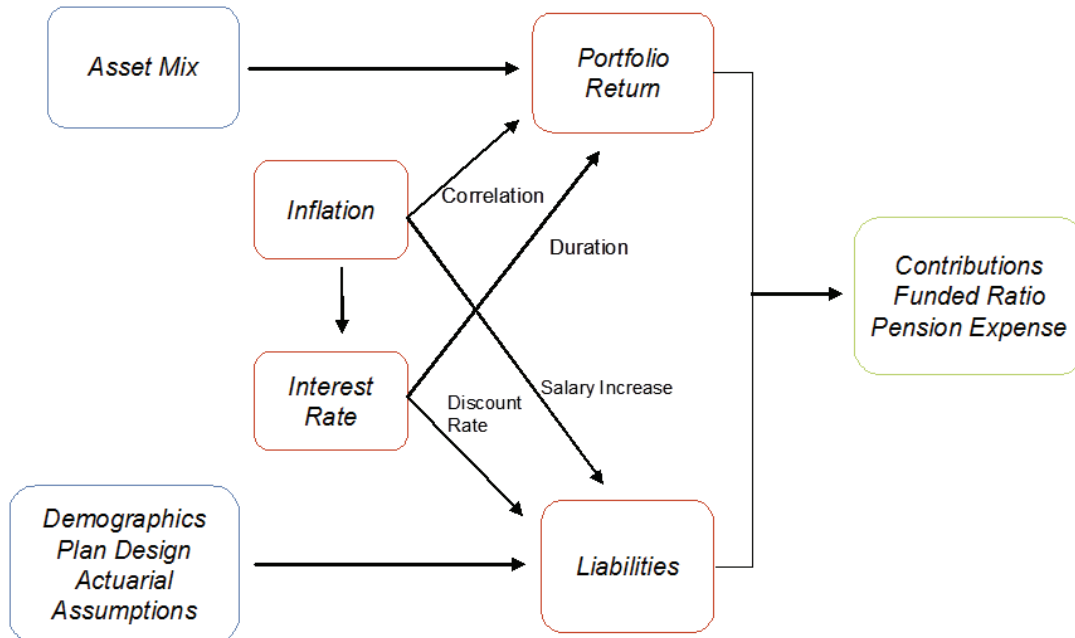 Asset Mix
Portfolio
Return
Inflation
Correlation
Duration
Contributions
Funded Ratio
Pension Expense
Interest
Rate
Discount
Rate
Salary Increase
Demographics
Plan Design
Actuarial
Assumptions
Liabilities